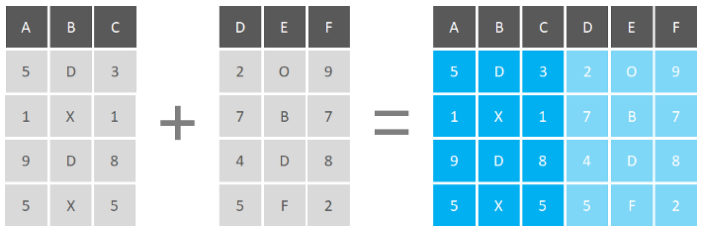 A B C D E F A B C D E F
5 D 3 2 O 9 5 D 3 2 O 9
1 X 1 + 7 B 7 = 1 X 1 7 B 7
9 D 8 4 D 8 9 D 8 4 D 8
5 X 5 5 F 2 5 X 5 5 F 2